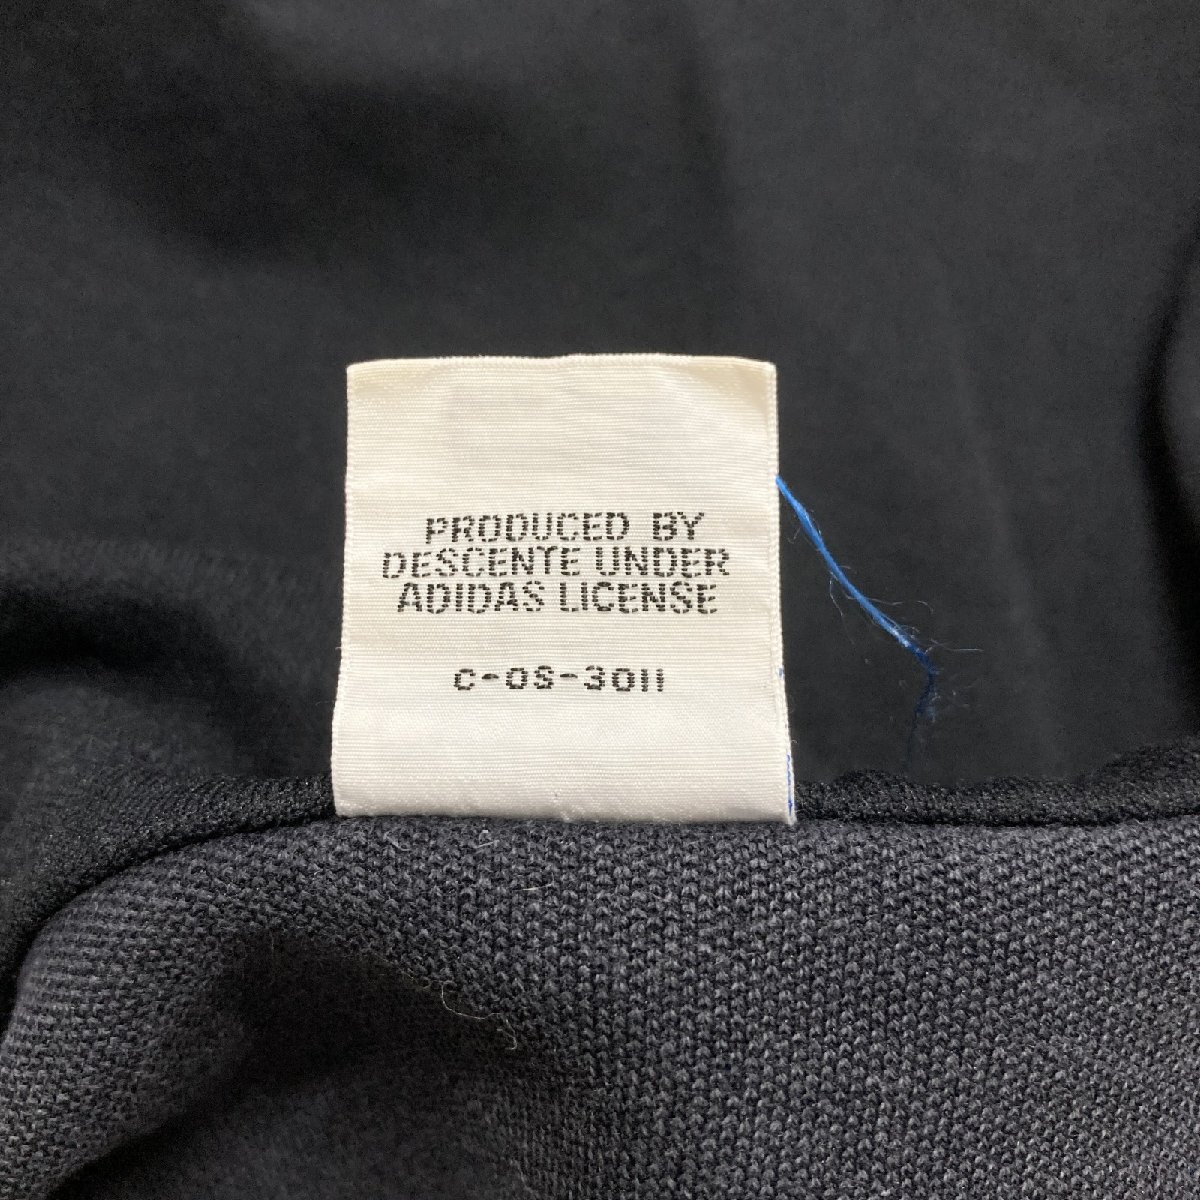 PRODUCED BY
DESCENTE UNDER
ADIDAS LICENSE
C-OS-3011